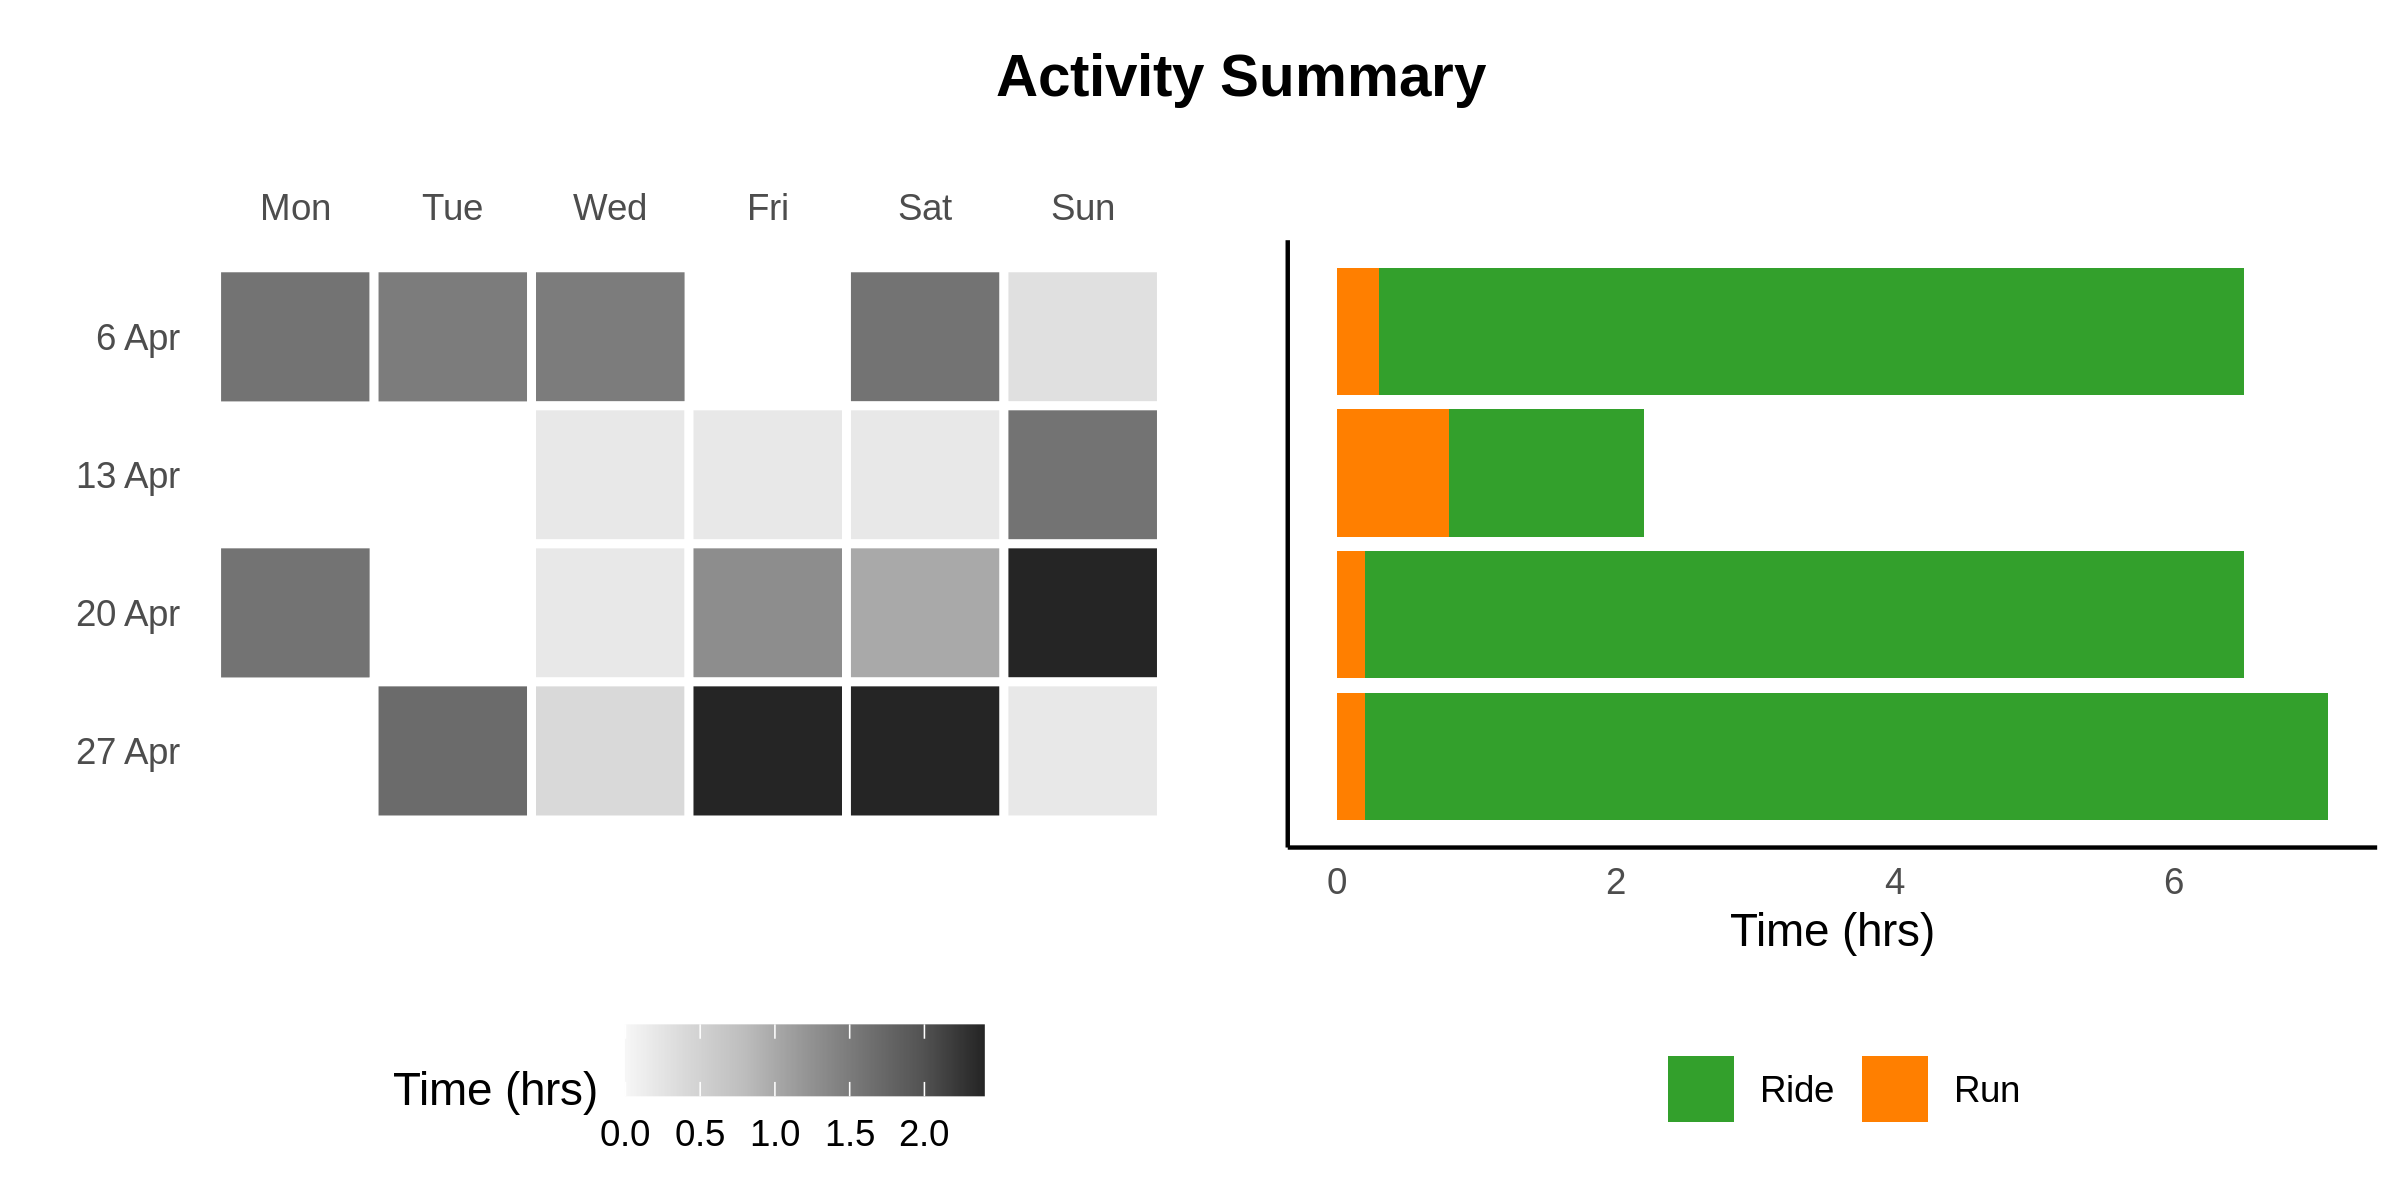 Activity Summary
Mon Tue Wed Fri Sat Sun
6 Apr
13 Apr
20 Apr
27 Apr
0 2 4 6
Time (hrs)
Time (hrs)
0.0 0.5 1.0 1.5 2.0
Ride Run